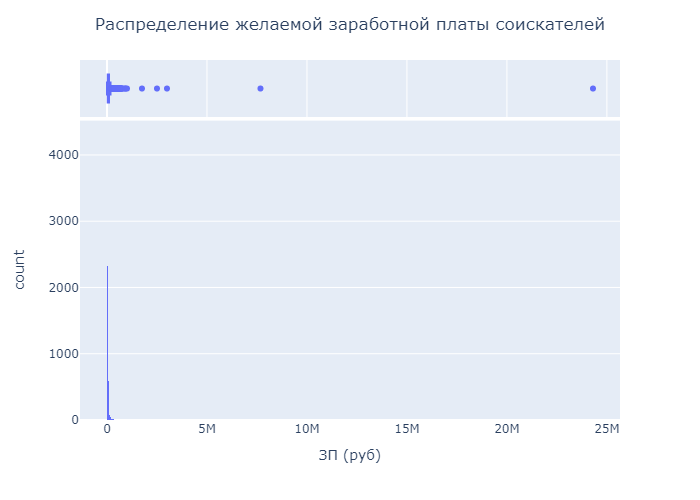 Распределение желаемой заработной платы соискателей
4000
3000
2000
1000
0
count
0 5M 10M 15M 20M 25M
ЗП (руб)